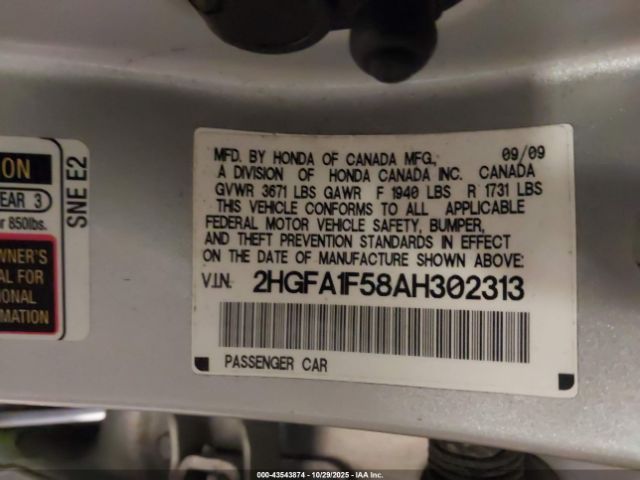 ION
EAR 3
r 850lbs.
WNER'S
AL FOR
IONAL
RMATION
SNE E2
MFD. BY HONDA OF CANADA MFG., 09/09
A DIVISION OF HONDA CANADA INC. CANADA
GVWR 3671 LBS GAWR F 1940 LBS R 1731 LBS
THIS VEHICLE CONFORMS TO ALL APPLICABLE
FEDERAL MOTOR VEHICLE SAFETY, BUMPER,
AND THEFT PREVENTION STANDARDS IN EFFECT
ON THE DATE OF MANUFACTURE SHOWN ABOVE:
V.I.N. 2HGFA1F58AH302313
PASSENGER CAR
000-43543874 | 10/29/2025 | IAA Inc.